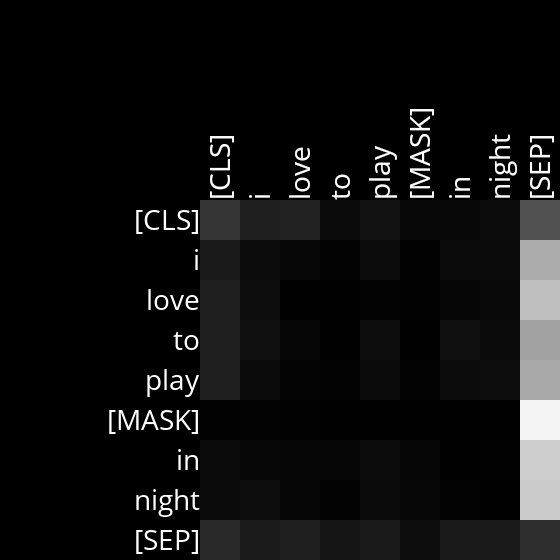 [CLS] i love to play [MASK] in night [SEP]
[CLS]
i
love
to
play
[MASK]
in
night
[SEP]